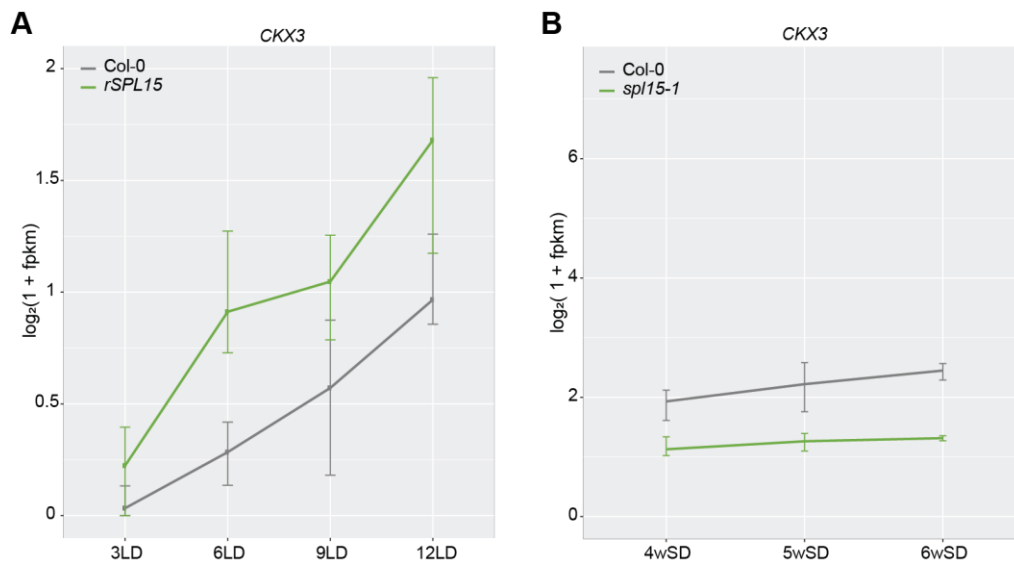 A
CKX3
Col-0
rSPL15
log₂(1 + fpkm)
2
1.5
1
0.5
0
3LD 6LD 9LD 12LD
B
CKX3
Col-0
spl15-1
log₂( 1 + fpkm)
6
4
2
0
4wSD 5wSD 6wSD